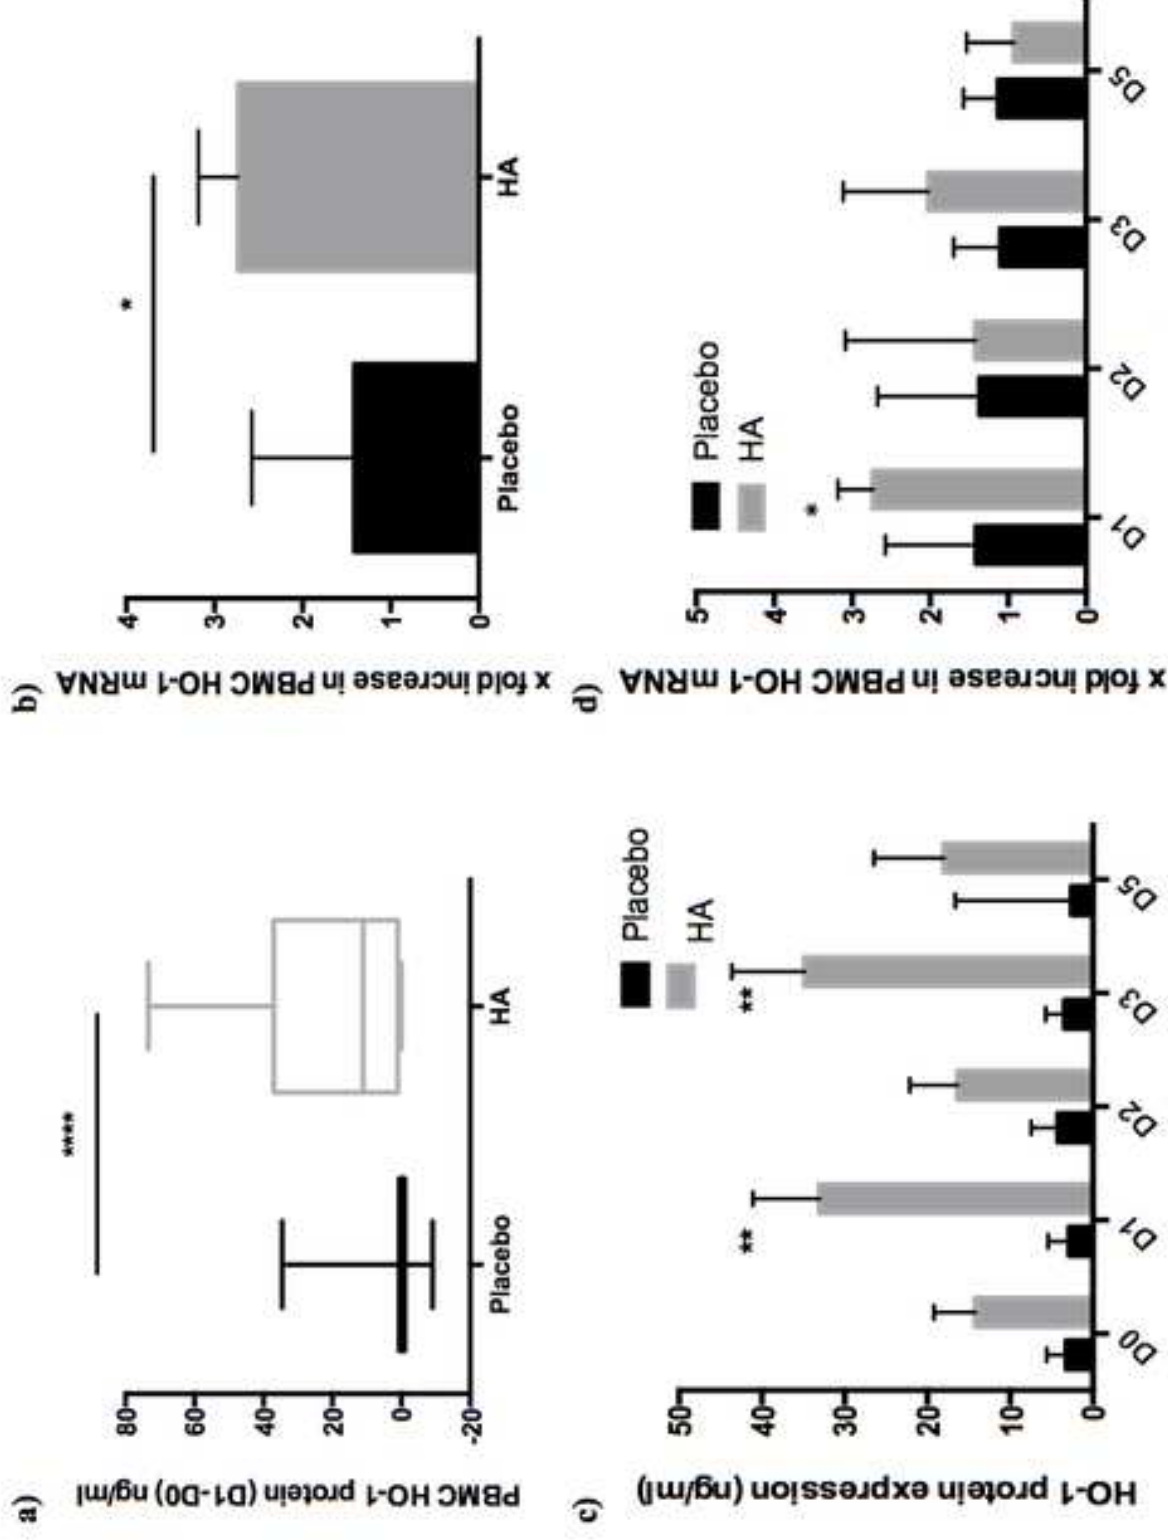 a)
PBMC HO-1 protein (D1-D0) ng/ml
80
60
40
20
0
-20
****
Placebo
HA
b)
x fold increase in PBMC HO-1 mRNA
4
3
2
1
0
*
Placebo
HA
c)
HO-1 protein expression (ng/ml)
50
40
30
20
10
0
Placebo
HA
**
**
D0
D1
D2
D3
D5
d)
x fold increase in PBMC HO-1 mRNA
5
4
3
2
1
0
Placebo
HA
*
D1
D2
D3
D5